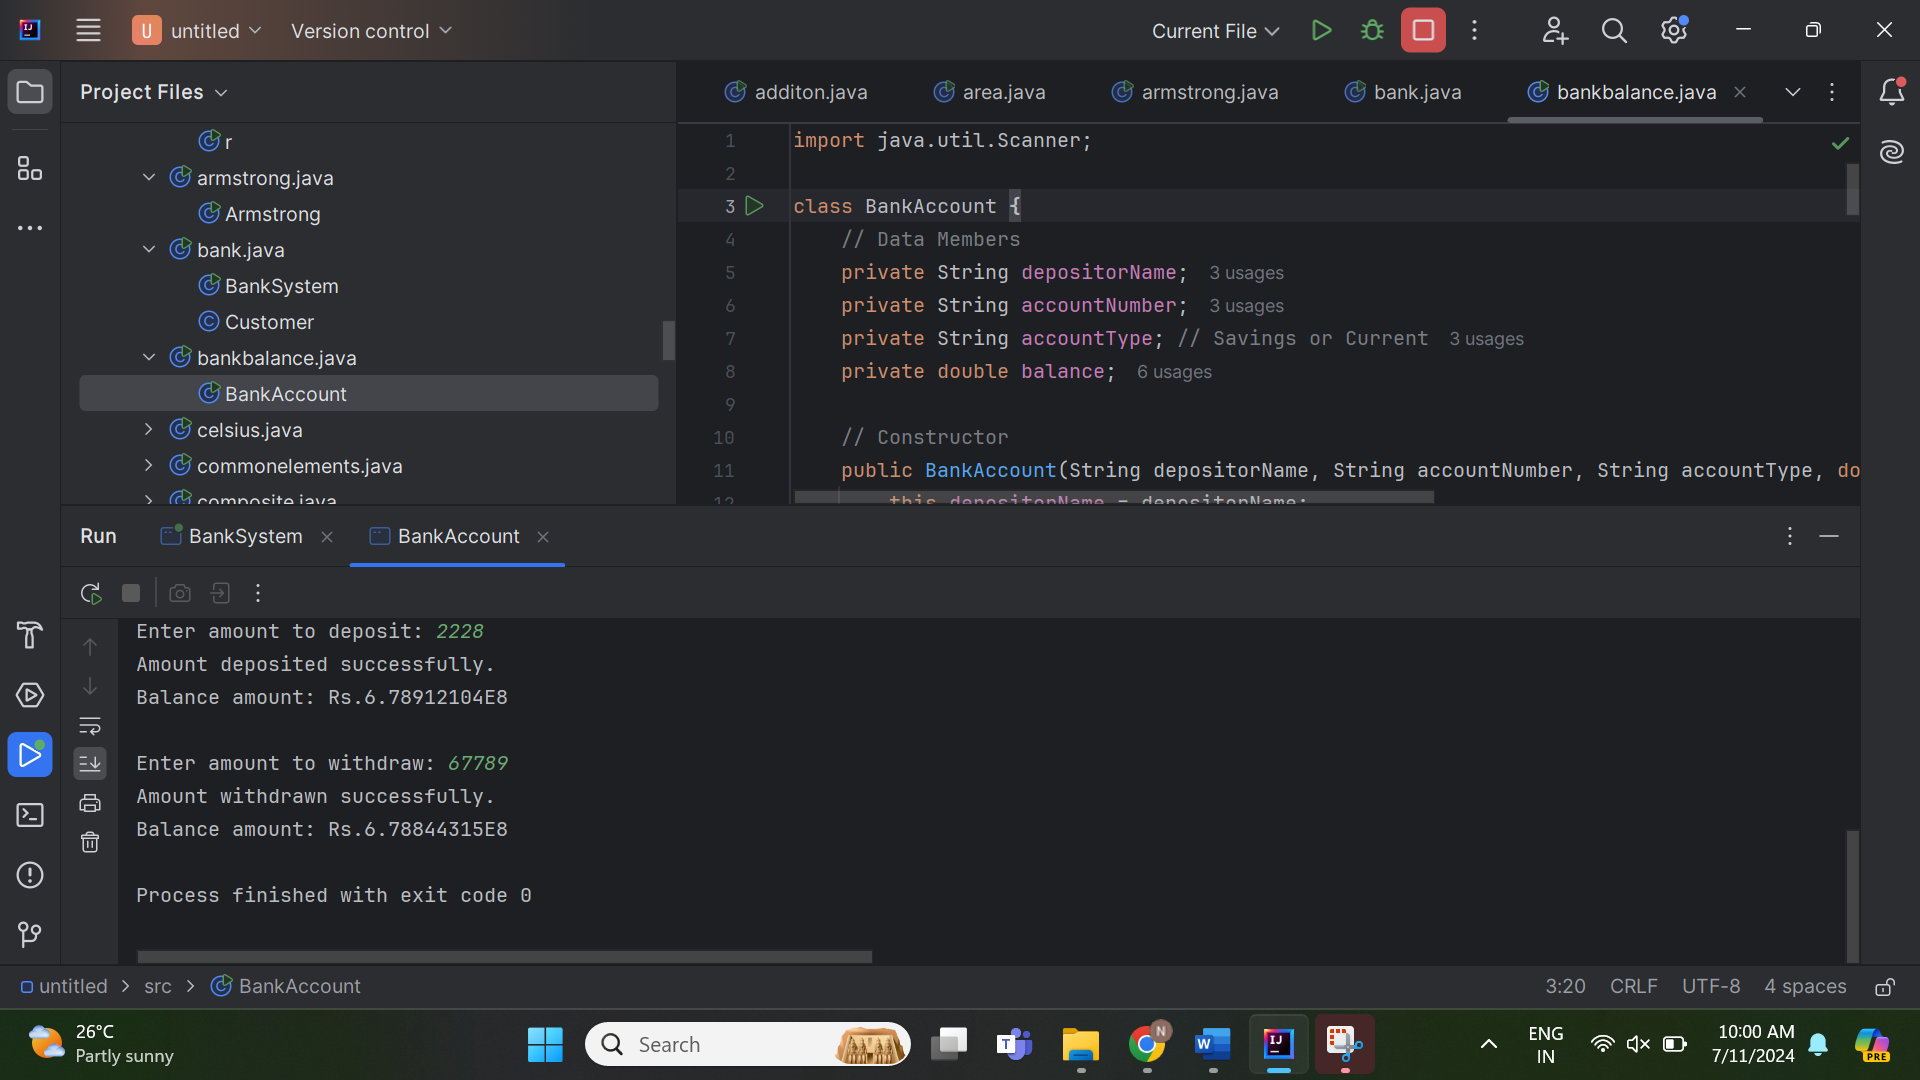 U untitled Version control Current File
Project Files additon.java area.java armstrong.java bank.java bankbalance.java
r
armstrong.java
Armstrong
bank.java
BankSystem
Customer
bankbalance.java
BankAccount
celsius.java
commonelements.java
composite.java
1 import java.util.Scanner;
2
3 class BankAccount {
4 // Data Members
5 private String depositorName; 3 usages
6 private String accountNumber; 3 usages
7 private String accountType; // Savings or Current 3 usages
8 private double balance; 6 usages
9
10 // Constructor
11 public BankAccount(String depositorName, String accountNumber, String accountType, do
12 this.depositorName = depositorName;
Run BankSystem BankAccount
Enter amount to deposit: 2228
Amount deposited successfully.
Balance amount: Rs.6.78912104E8
Enter amount to withdraw: 67789
Amount withdrawn successfully.
Balance amount: Rs.6.78844315E8
Process finished with exit code 0
untitled > src > BankAccount 3:20 CRLF UTF-8 4 spaces
26°C
Partly sunny
Search
ENG
IN
10:00 AM
7/11/2024
PRE